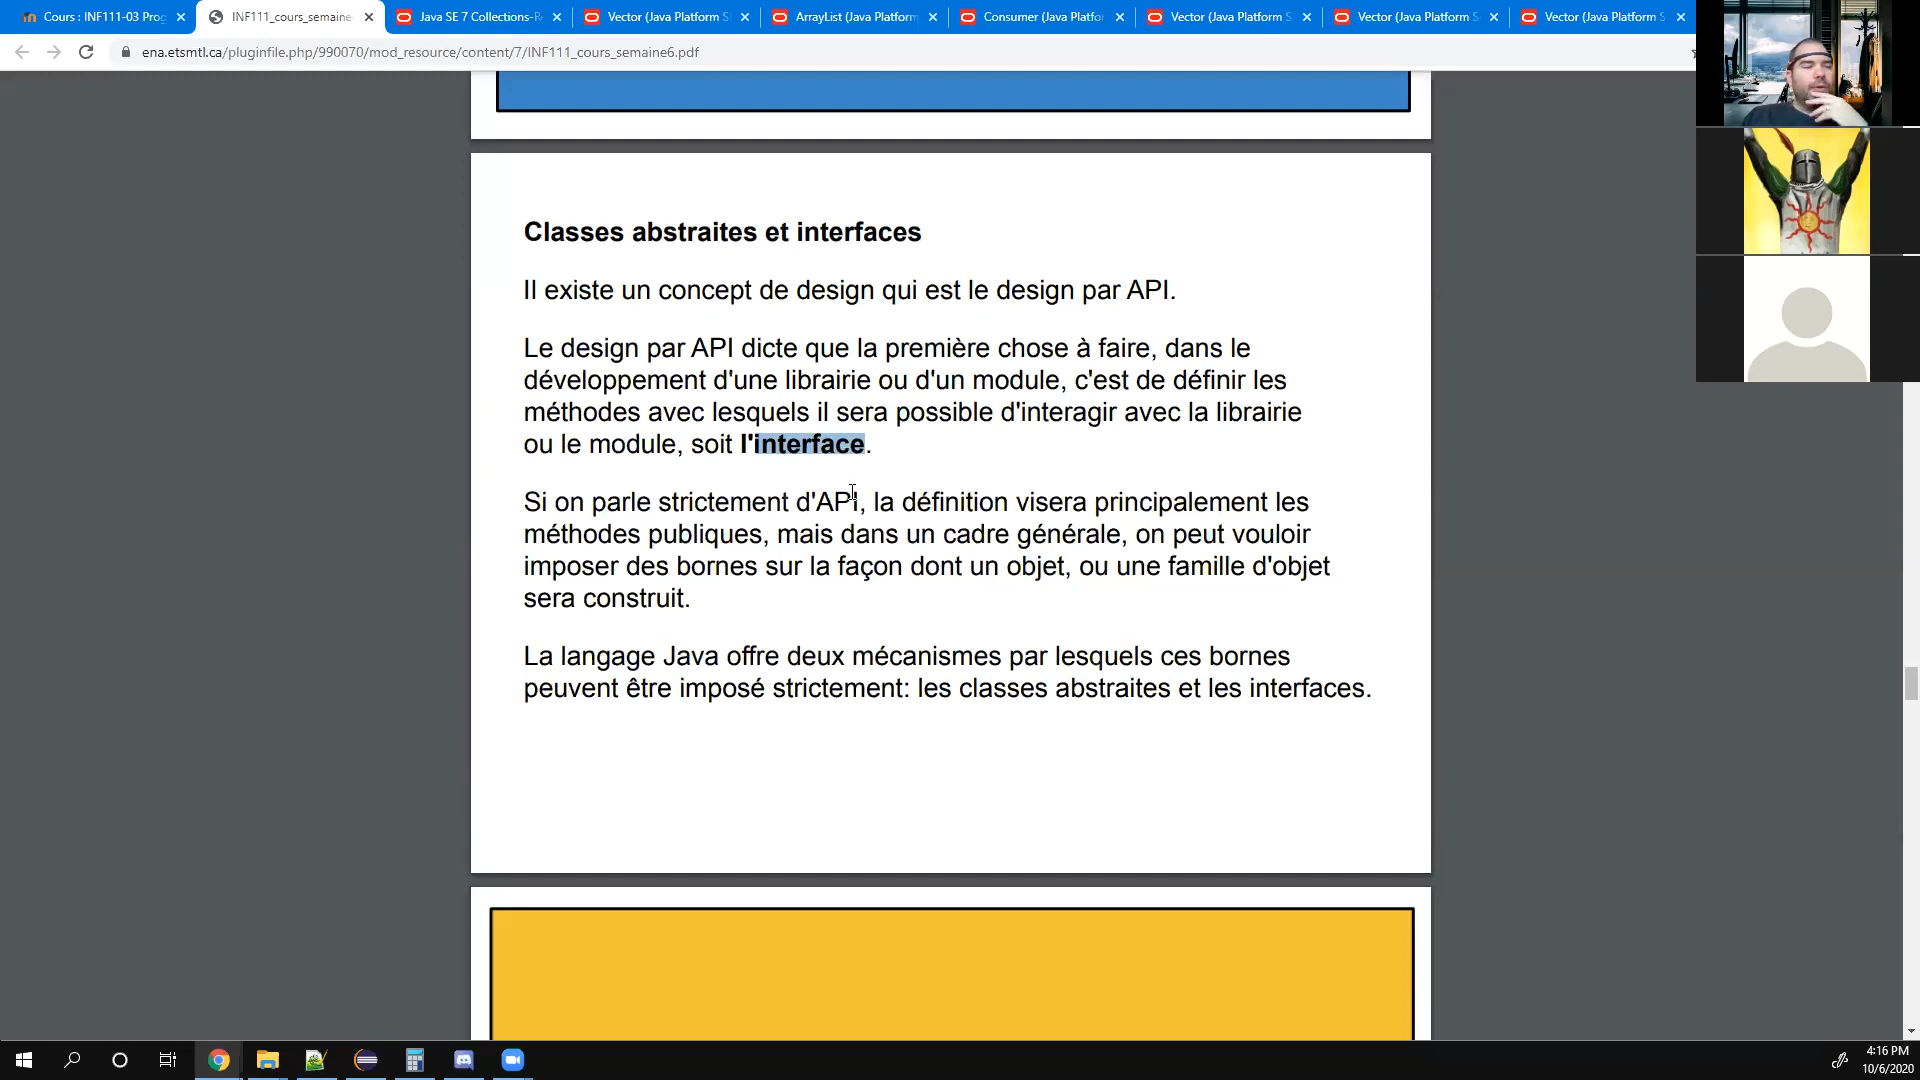 Cours : INF111-03 Prog
INF111_cours_semaine
Java SE 7 Collections-R
Vector (Java Platform S
ArrayList (Java Platform
Consumer (Java Platfo
Vector (Java Platform S
Vector (Java Platform S
Vector (Java Platform S
ena.etsmtl.ca/pluginfile.php/990070/mod_resource/content/7/INF111_cours_semaine6.pdf
Classes abstraites et interfaces
Il existe un concept de design qui est le design par API.
Le design par API dicte que la première chose à faire, dans le
développement d'une librairie ou d'un module, c'est de définir les
méthodes avec lesquels il sera possible d'interagir avec la librairie
ou le module, soit l'interface.
Si on parle strictement d'API, la définition visera principalement les
méthodes publiques, mais dans un cadre générale, on peut vouloir
imposer des bornes sur la façon dont un objet, ou une famille d'objet
sera construit.
La langage Java offre deux mécanismes par lesquels ces bornes
peuvent être imposé strictement: les classes abstraites et les interfaces.
4:16 PM
10/6/2020